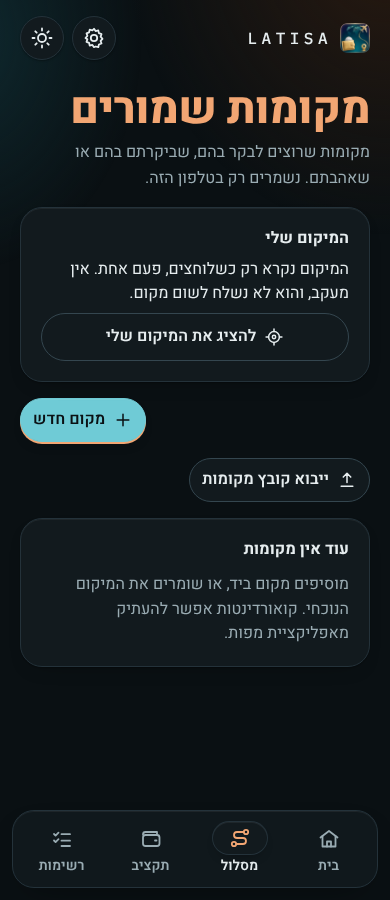 LATISA
מקומות שמורים
מקומות שרוצים לבקר בהם, שביקרתם בהם או
שאהבתם. נשמרים רק בטלפון הזה.
המיקום שלי
המיקום נקרא רק כשלוחצים, פעם אחת. אין
מעקב, והוא לא נשלח לשום מקום.
להציג את המיקום שלי
מקום חדש
ייבוא קובץ מקומות
עוד אין מקומות
מוסיפים מקום ביד, או שומרים את המיקום
הנוכחי. קואורדינטות אפשר להעתיק
מאפליקציית מפות.
בית
מסלול
תקציב
רשימות